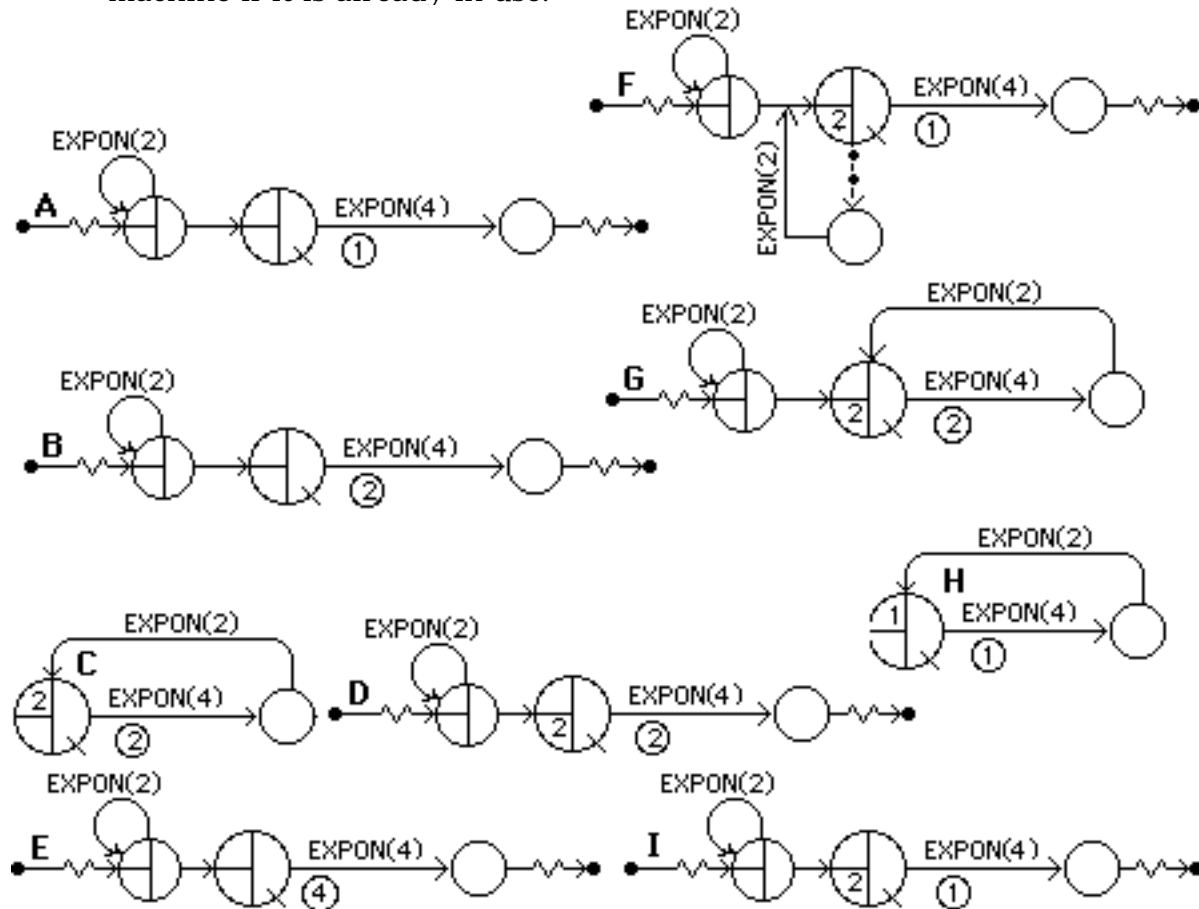 machine if it is already in use.
EXPON(2)
F
EXPON(4)
2
1
EXPON(2)
EXPON(2)
A
EXPON(4)
1
EXPON(2)
EXPON(2)
G
EXPON(4)
2
2
EXPON(2)
B
EXPON(4)
2
EXPON(2)
H
1
EXPON(4)
1
EXPON(2)
C
2
EXPON(4)
2
EXPON(2)
D
EXPON(4)
2
2
EXPON(2)
E
EXPON(4)
4
EXPON(2)
I
EXPON(4)
2
1